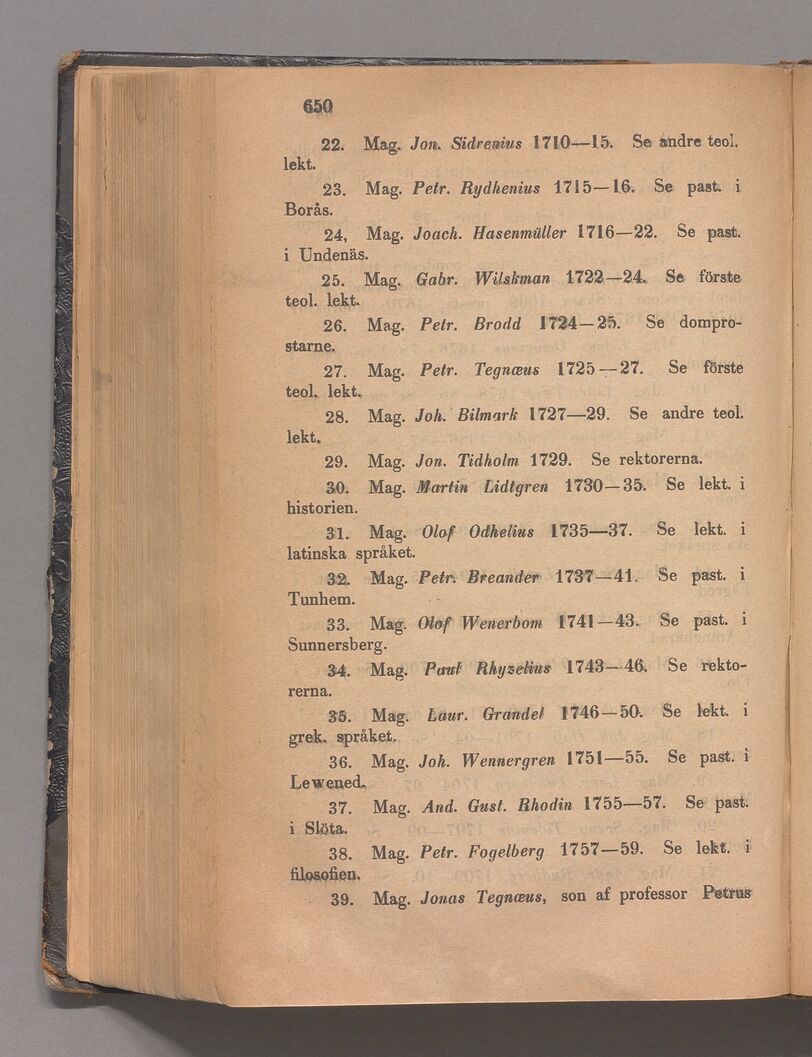 650
22. Mag. Jon. Sidrenius 1710—15. Se andre teol.
lekt.
23. Mag. Petr. Rydhenius 1715—16. Se past. i
Borås.
24, Mag. Joach. Hasenmüller 1716—22. Se past.
i Undenäs.
25. Mag. Gabr. Wilskman 1722—24. Se förste
teol. lekt.
26. Mag. Petr. Brodd 1724—25. Se dompro-
starne.
27. Mag. Petr. Tegnæus 1725—27. Se förste
teol. lekt.
28. Mag. Joh. Bilmark 1727—29. Se andre teol.
lekt.
29. Mag. Jon. Tidholm 1729. Se rektorerna.
30. Mag. Martin Lidtgren 1730—35. Se lekt. i
historien.
31. Mag. Olof Odhelius 1735—37. Se lekt. i
latinska språket.
32. Mag. Petr. Breander 1737—41. Se past. i
Tunhem.
33. Mag. Olof Wenerbom 1741—43. Se past. i
Sunnersberg.
34. Mag. Paul Rhyzelius 1743—46. Se rekto-
rerna.
35. Mag. Laur. Grandel 1746—50. Se lekt. i
grek. språket.
36. Mag. Joh. Wennergren 1751—55. Se past. i
Lewened.
37. Mag. And. Gust. Rhodin 1755—57. Se past.
i Slöta.
38. Mag. Petr. Fogelberg 1757—59. Se lekt. i
filosofien.
39. Mag. Jonas Tegnæus, son af professor Petrus